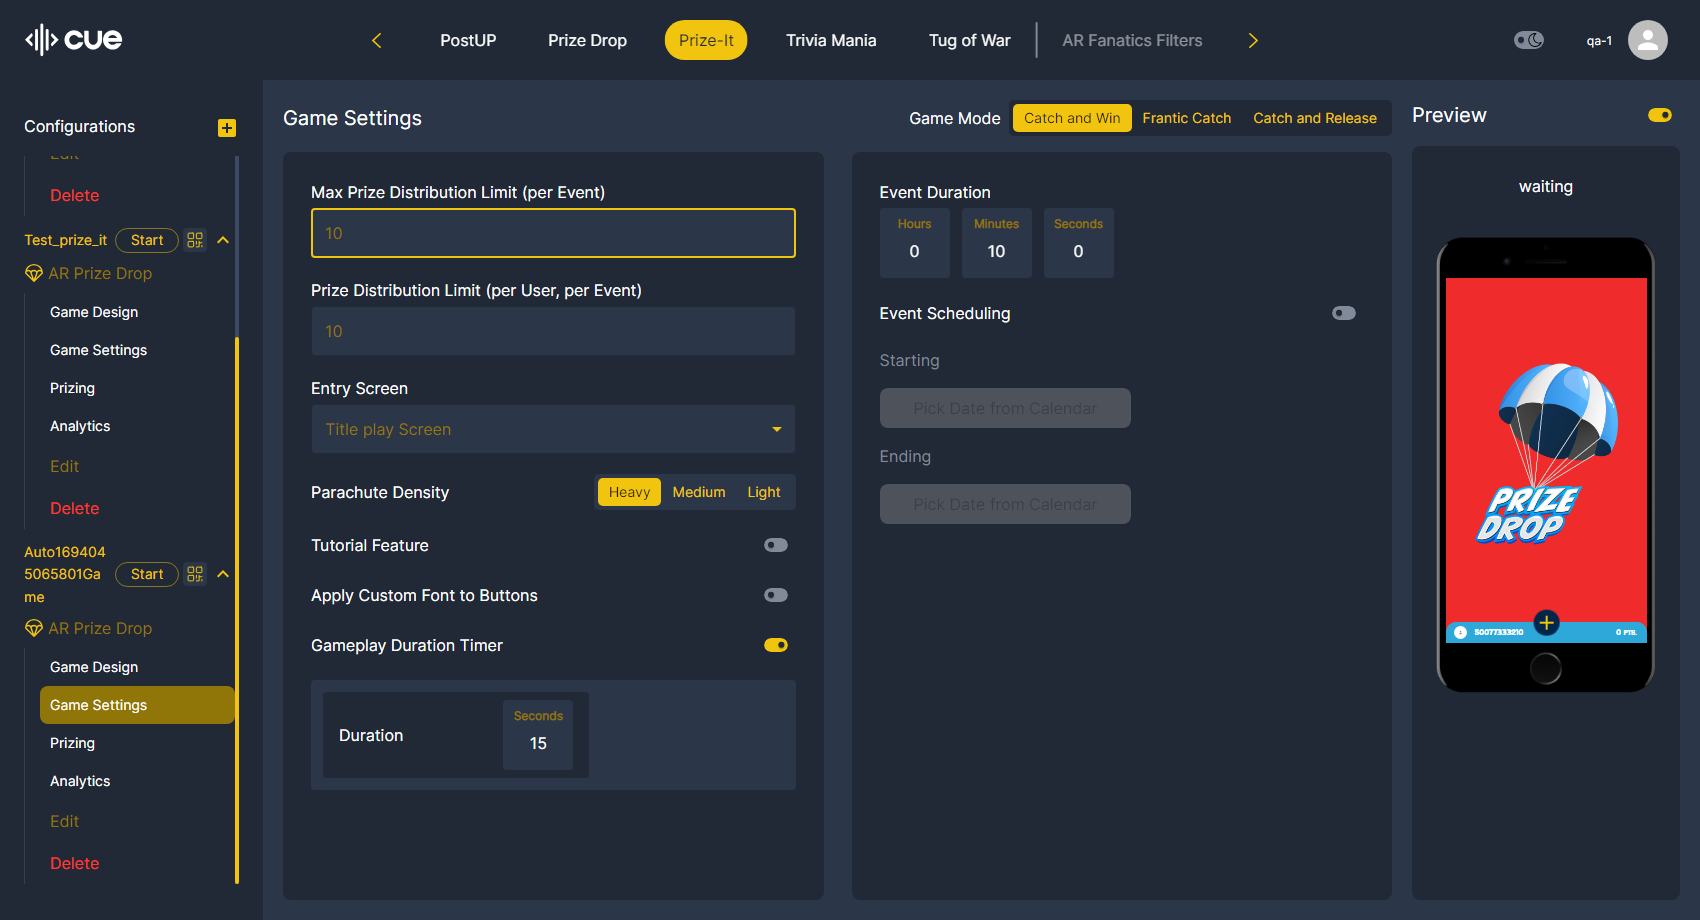 cue
PostUP
Prize Drop
Prize-It
Trivia Mania
Tug of War
AR Fanatics Filters
qa-1
Configurations
Edit
Delete
Test_prize_it
Start
AR Prize Drop
Game Design
Game Settings
Prizing
Analytics
Edit
Delete
Auto169404
5065801Ga
me
Start
AR Prize Drop
Game Design
Game Settings
Prizing
Analytics
Edit
Delete
Game Settings
Game Mode
Catch and Win
Frantic Catch
Catch and Release
Max Prize Distribution Limit (per Event)
10
Prize Distribution Limit (per User, per Event)
10
Entry Screen
Title play Screen
Parachute Density
Heavy
Medium
Light
Tutorial Feature
Apply Custom Font to Buttons
Gameplay Duration Timer
Duration
Seconds
15
Event Duration
Hours
0
Minutes
10
Seconds
0
Event Scheduling
Starting
Pick Date from Calendar
Ending
Pick Date from Calendar
Preview
waiting
PRIZE
DROP
50077333210
0 PTS.